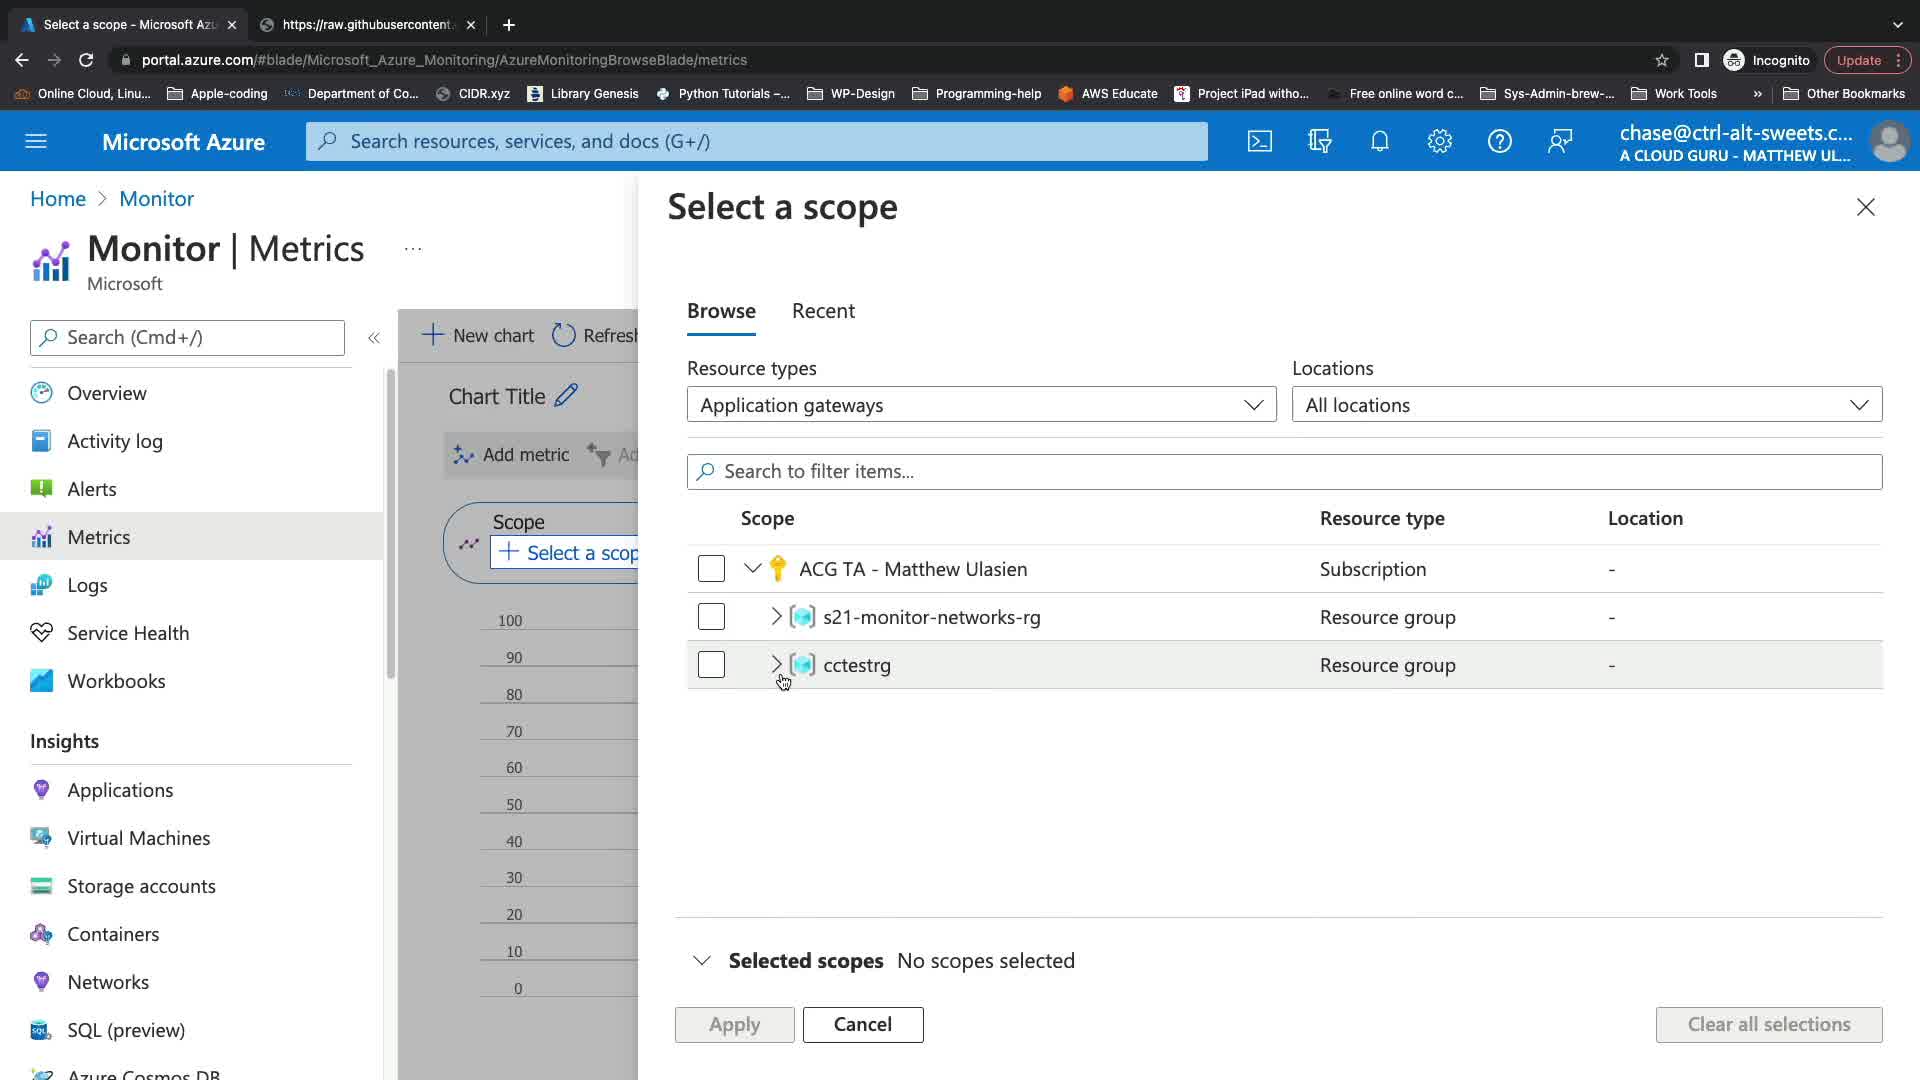 Select a scope - Microsoft Azu
https://raw.githubusercontent.
portal.azure.com/#blade/Microsoft_Azure_Monitoring/AzureMonitoringBrowseBlade/metrics
Incognito
Update
Online Cloud, Linu...
Apple-coding
Department of Co...
CIDR.xyz
Library Genesis
Python Tutorials –...
WP-Design
Programming-help
AWS Educate
Project iPad witho...
Free online word c...
Sys-Admin-brew-...
Work Tools
»
Other Bookmarks
Microsoft Azure
Search resources, services, and docs (G+/)
chase@ctrl-alt-sweets.c...
A CLOUD GURU - MATTHEW UL...
Home > Monitor
Monitor | Metrics
...
Microsoft
Search (Cmd+/)
«
Overview
Activity log
Alerts
Metrics
Logs
Service Health
Workbooks
Insights
Applications
Virtual Machines
Storage accounts
Containers
Networks
SQL (preview)
Azure Cosmos DB
New chart
Refresh
Chart Title
Add metric
Ad
Scope
+ Select a scop
100
90
80
70
60
50
40
30
20
10
0
Select a scope
Browse
Recent
Resource types
Locations
Application gateways
All locations
Search to filter items...
Scope
Resource type
Location
ACG TA - Matthew Ulasien
Subscription
-
s21-monitor-networks-rg
Resource group
-
cctestrg
Resource group
-
Selected scopes No scopes selected
Apply
Cancel
Clear all selections